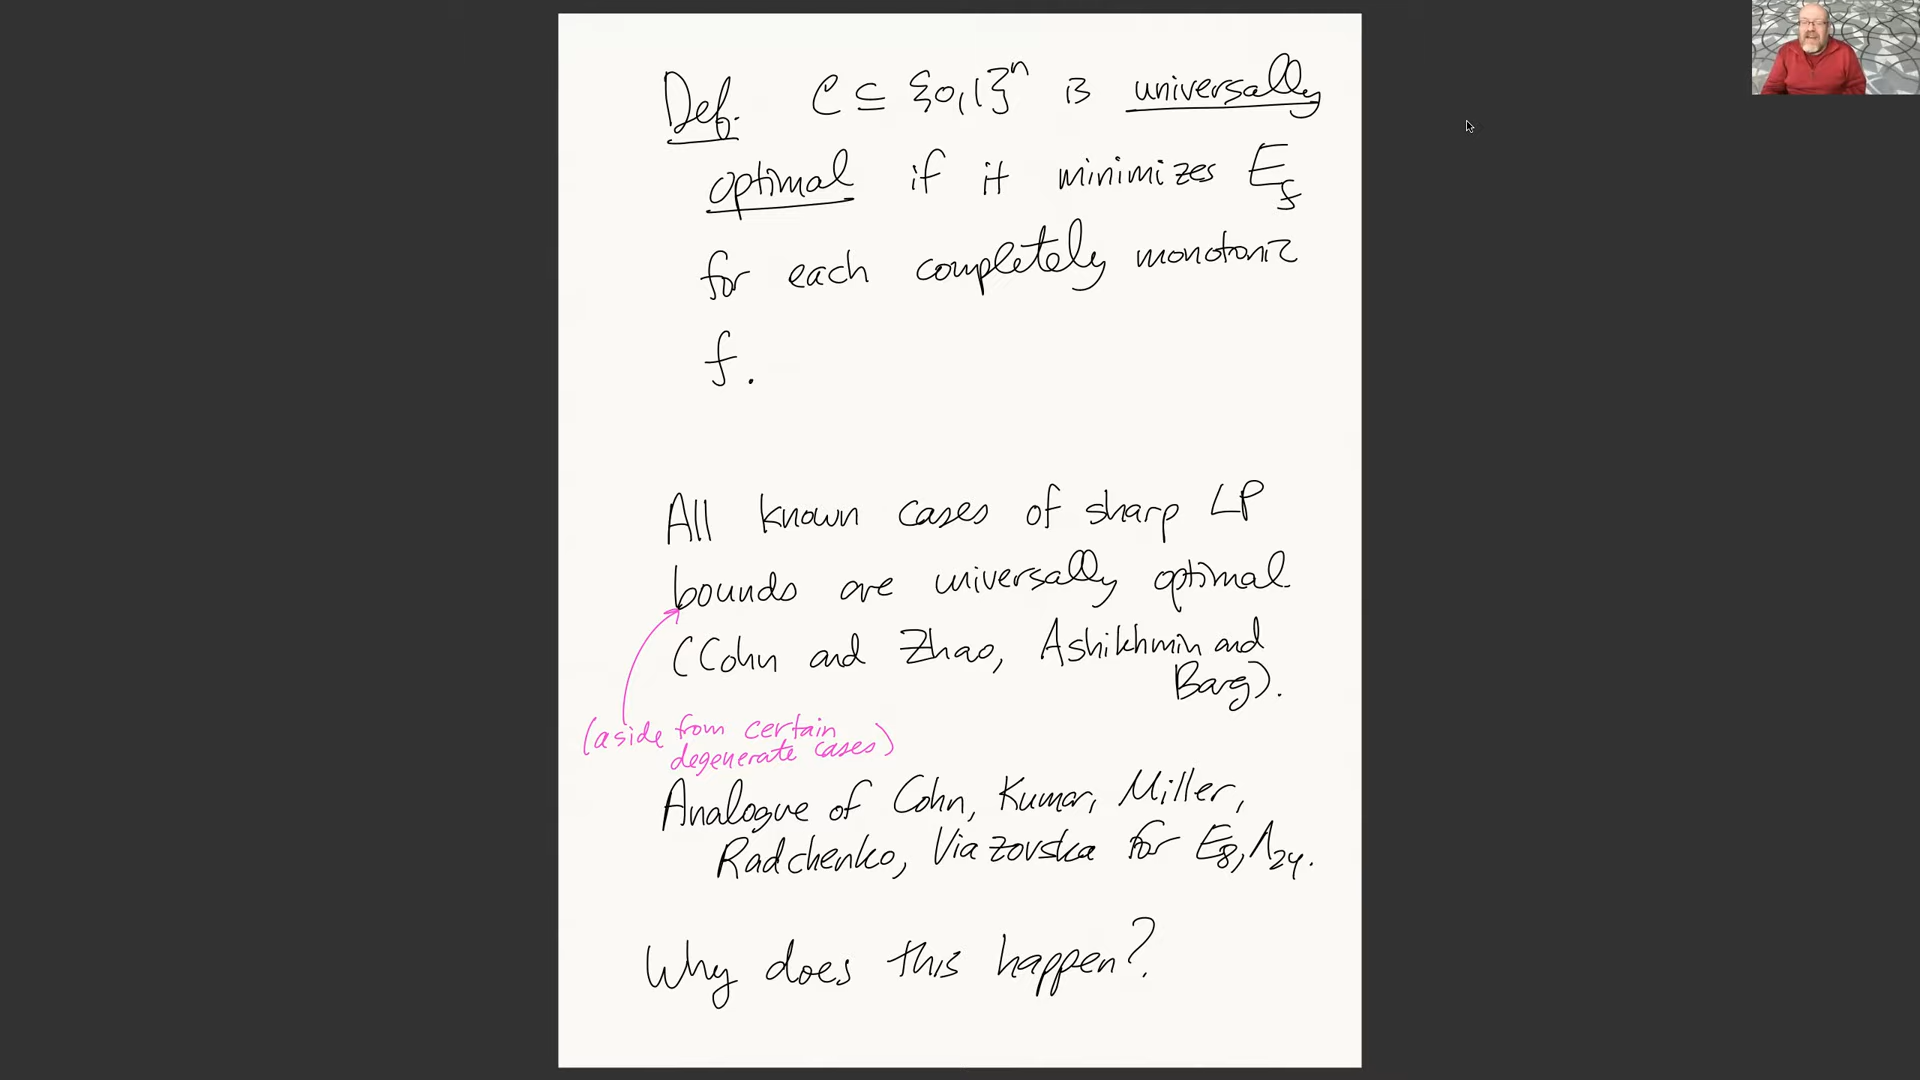 Def. C ⊆ {0,1}ⁿ is universally
optimal if it minimizes E_f
for each completely monotonic
f.
All known cases of sharp LP
bounds are universally optimal
(Cohn and Zhao, Ashikhmin and
Barg).
(aside from certain
degenerate cases)
Analogue of Cohn, Kumar, Miller,
Radchenko, Viazovska for E₈, Λ₂₄.
Why does this happen?